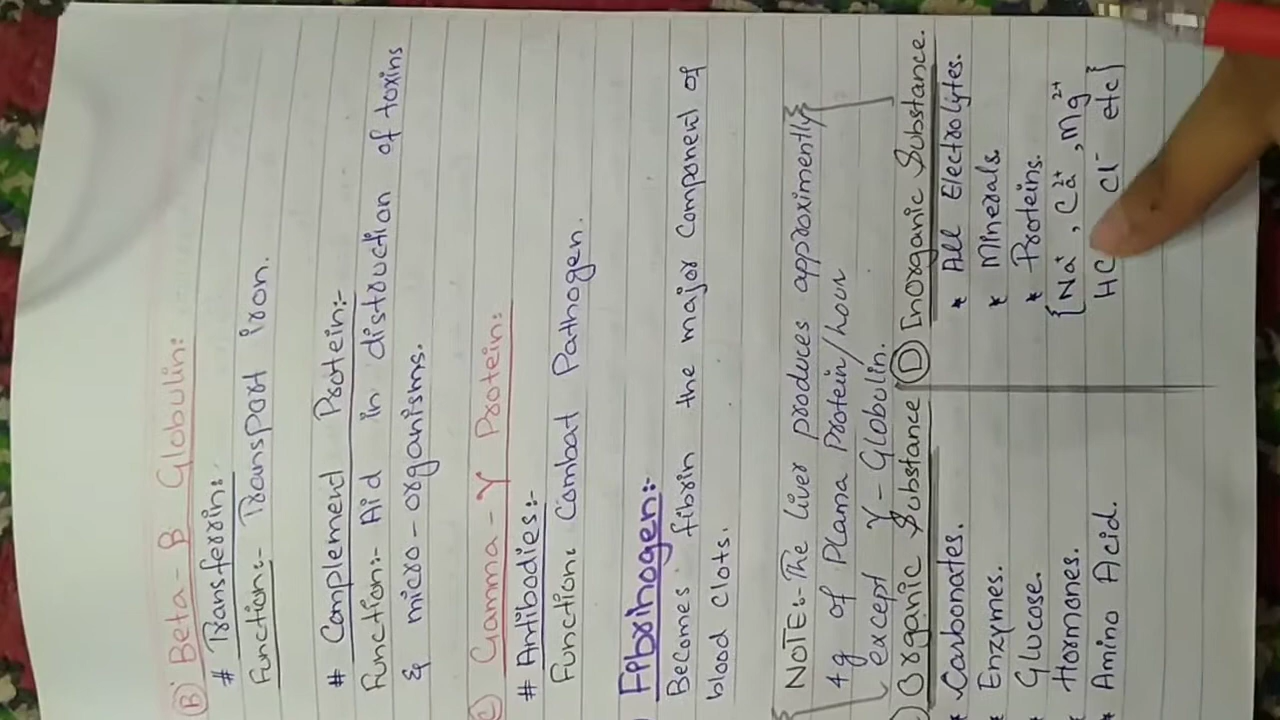 (B) Beta - B Globulin:
# Transferrin:
Function:- Transport iron.
# Complemend Protein:-
Function:- Aid in distruction of toxins
& micro-organisms.
(C) Gamma - γ Protein:
# Antibodies:-
Function: Combat Pathogen.
Fibrinogen:-
Becomes fibrin the major component of
blood clots.
NOTE:- The liver produces approximently
4g of Plama Protein/hour
except γ - Globulin.
Organic Substance
* Carbonates.
* Enzymes.
* Glucose.
* Hormones.
* Amino Acid.
(D) Inorganic Substance.
* All Electrolytes.
* Minerals.
* Proteins.
{Na⁺, Ca²⁺, Mg²⁺
HC Cl⁻ etc}